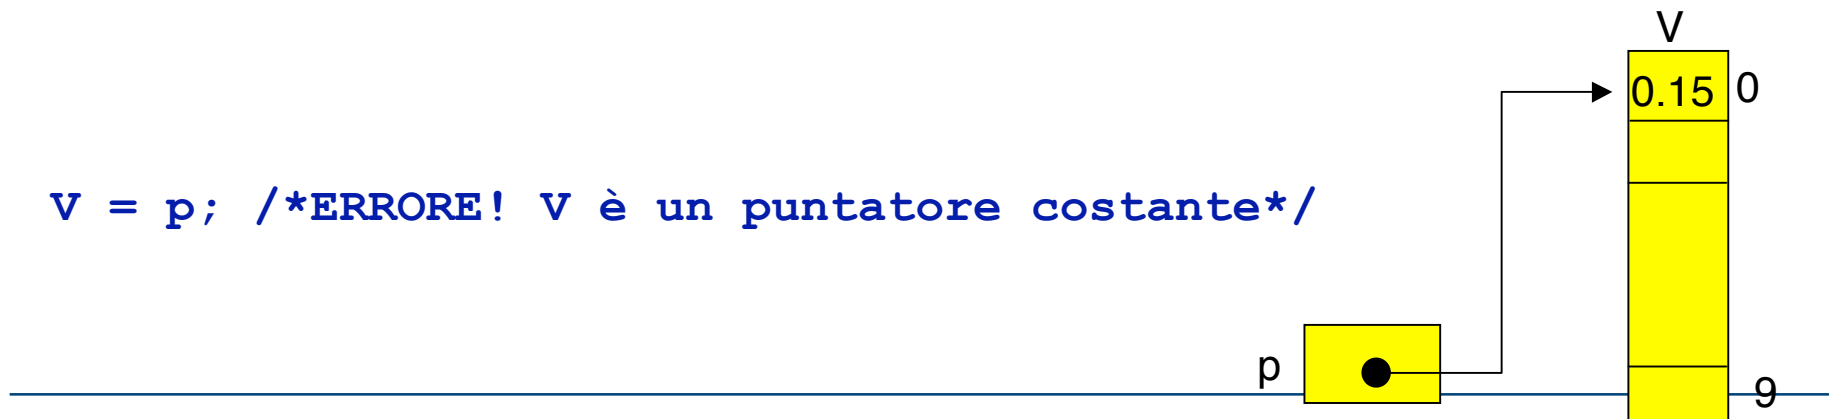 V
0.15 0
V = p; /*ERRORE! V è un puntatore costante*/
p
9